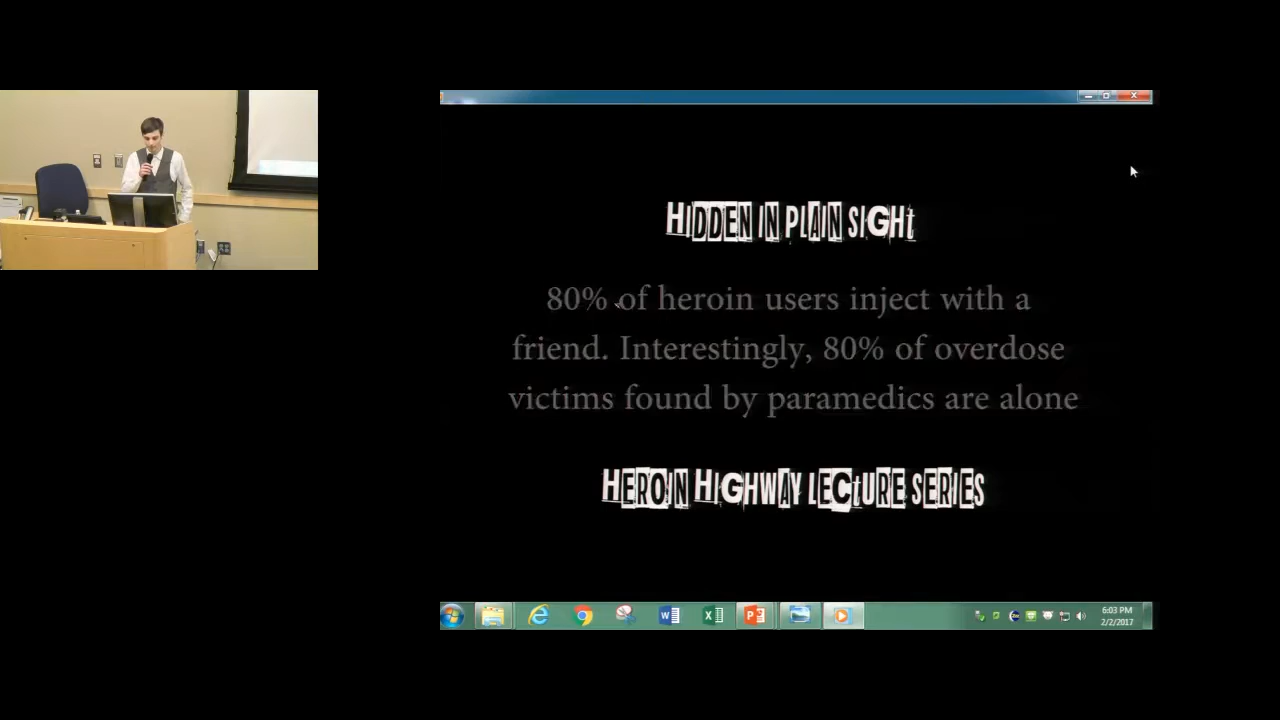 HIDDEN IN PLAIN SIGHt
80% of heroin users inject with a
friend. Interestingly, 80% of overdose
victims found by paramedics are alone
HEROIN HIGHWAY LECtURE SERIES
6:03 PM
2/2/2017